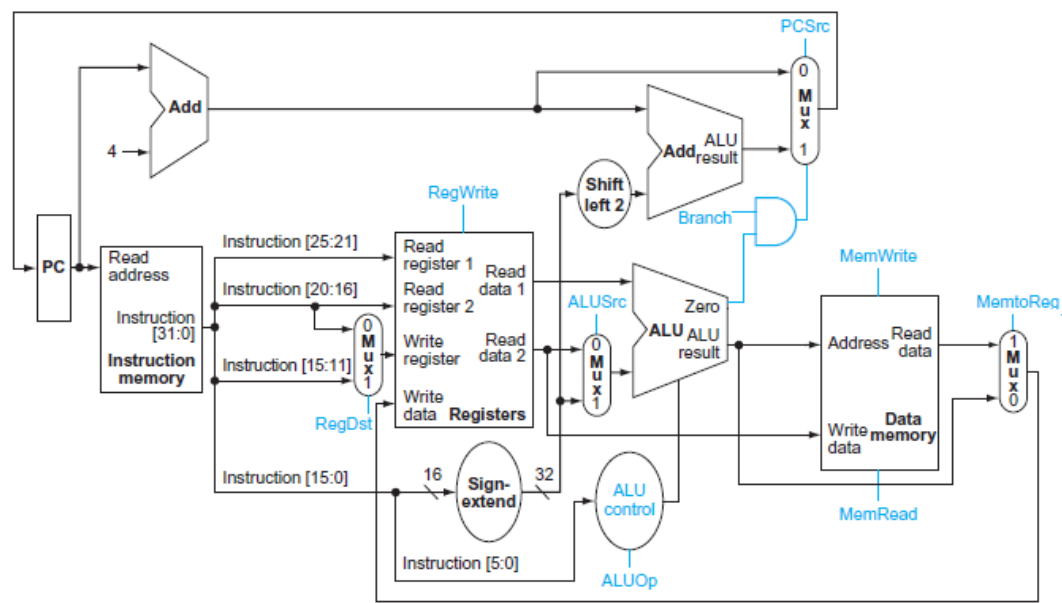 PCSrc
0
M
u
x
1
Add
4
Add
ALU
result
Shift
left 2
RegWrite
Branch
PC
Read
address
Instruction
[31:0]
Instruction
memory
Instruction [25:21]
Instruction [20:16]
Instruction [15:11]
0
M
u
x
1
RegDst
Read
register 1
Read
register 2
Write
register
Write
data
Read
data 1
Read
data 2
Registers
ALUSrc
0
M
u
x
1
Zero
ALU
ALU
result
MemWrite
Address
Read
data
Write
data
Data
memory
MemRead
MemtoReg
1
M
u
x
0
Instruction [15:0]
16
Sign-
extend
32
ALU
control
Instruction [5:0]
ALUOp